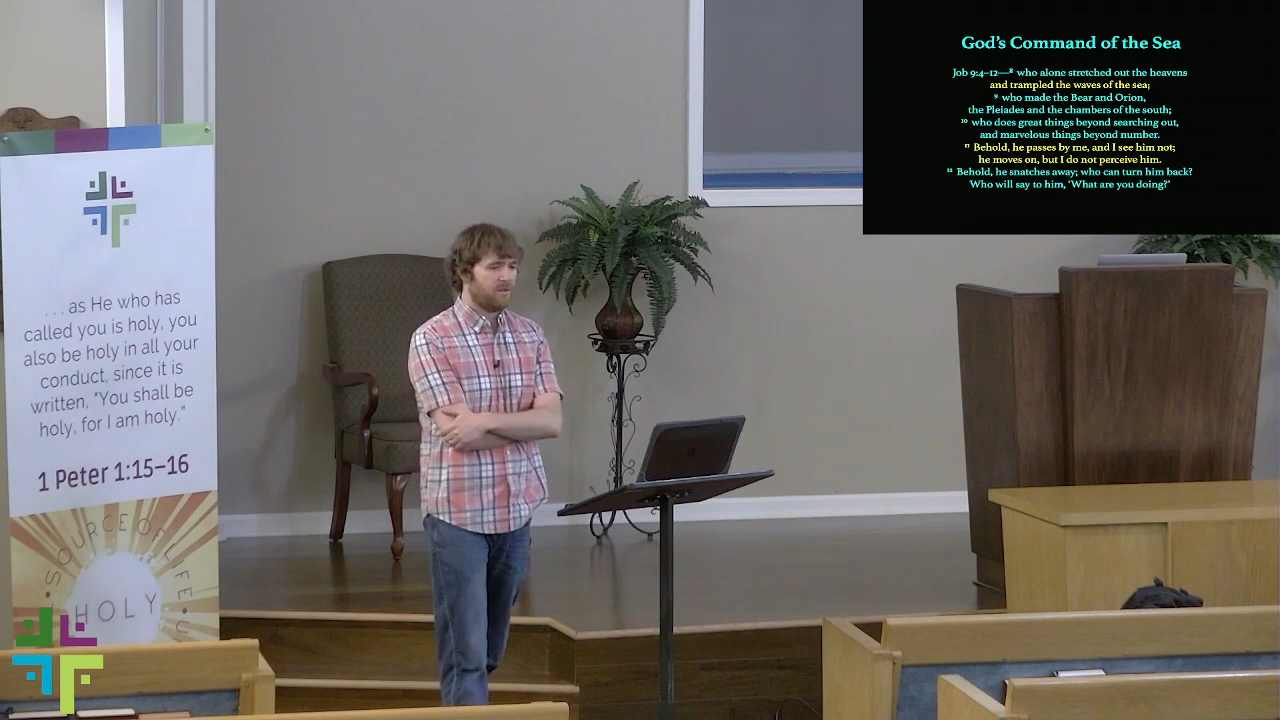 God's Command of the Sea
Job 9:4–12—⁸ who alone stretched out the heavens
and trampled the waves of the sea;
⁹ who made the Bear and Orion,
the Pleiades and the chambers of the south;
¹⁰ who does great things beyond searching out,
and marvelous things beyond number.
¹¹ Behold, he passes by me, and I see him not;
he moves on, but I do not perceive him.
¹² Behold, he snatches away; who can turn him back?
Who will say to him, ‘What are you doing?’
. . . as He who has
called you is holy, you
also be holy in all your
conduct, since it is
written, "You shall be
holy, for I am holy."
1 Peter 1:15–16
• SOURCE OF LIFE • U
HOLY